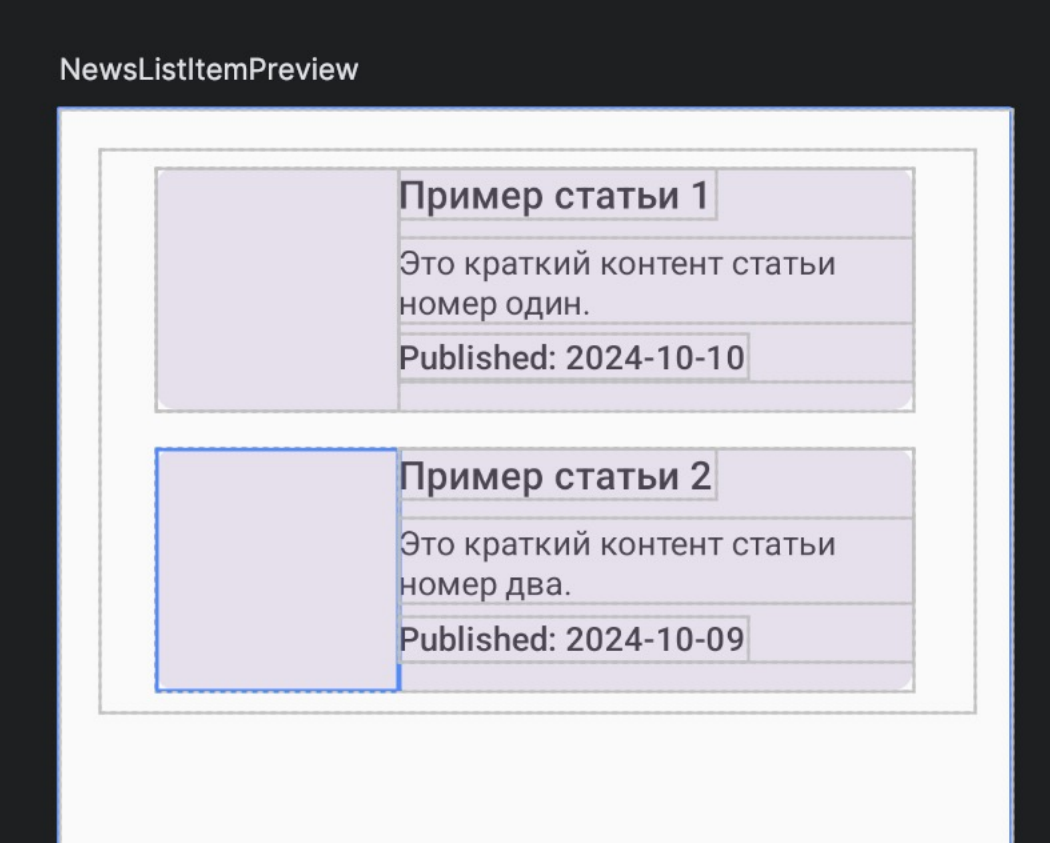 NewsListItemPreview
Пример статьи 1
Это краткий контент статьи
номер один.
Published: 2024-10-10
Пример статьи 2
Это краткий контент статьи
номер два.
Published: 2024-10-09